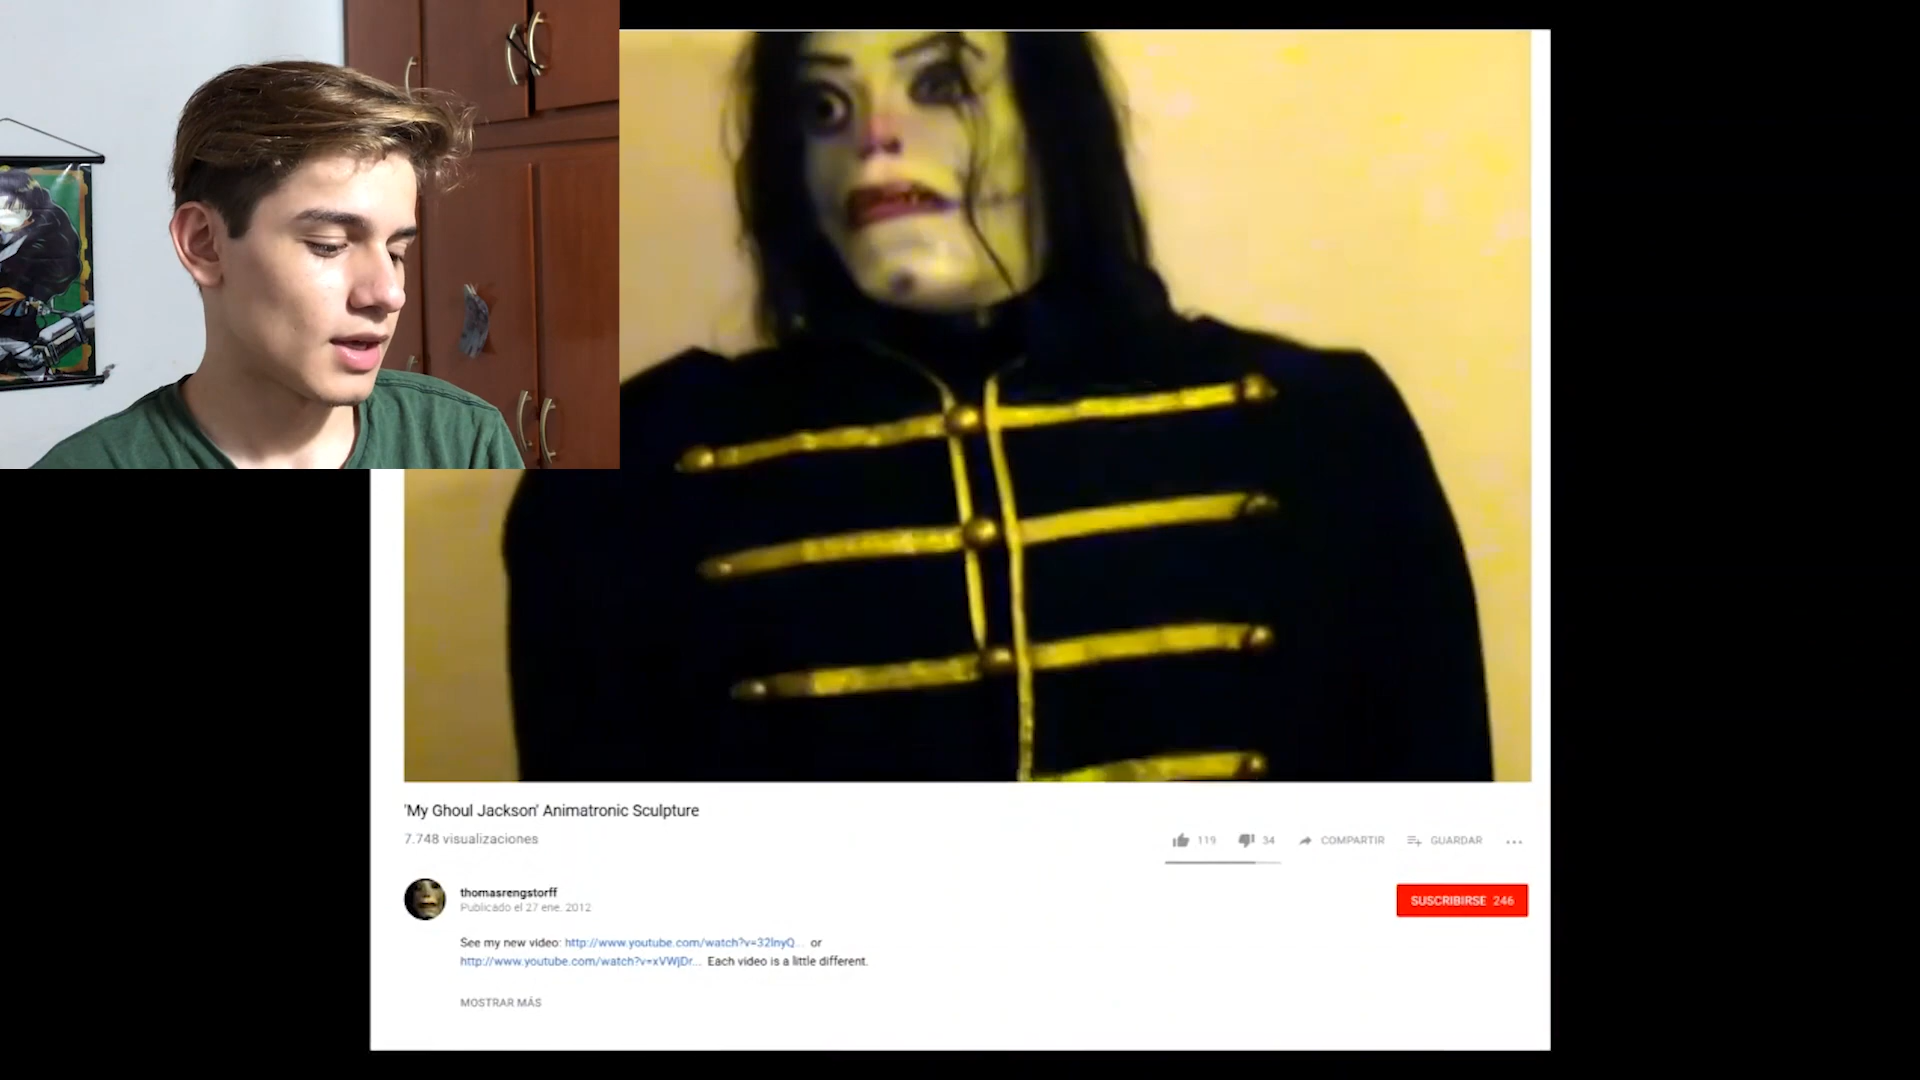 'My Ghoul Jackson' Animatronic Sculpture
7.748 visualizaciones
119
34
COMPARTIR
GUARDAR
thomasrengstorff
Publicado el 27 ene. 2012
SUSCRIBIRSE 246
See my new video: http://www.youtube.com/watch?v=32lnyQ... or
http://www.youtube.com/watch?v=xVWjDr... Each video is a little different.
MOSTRAR MÁS